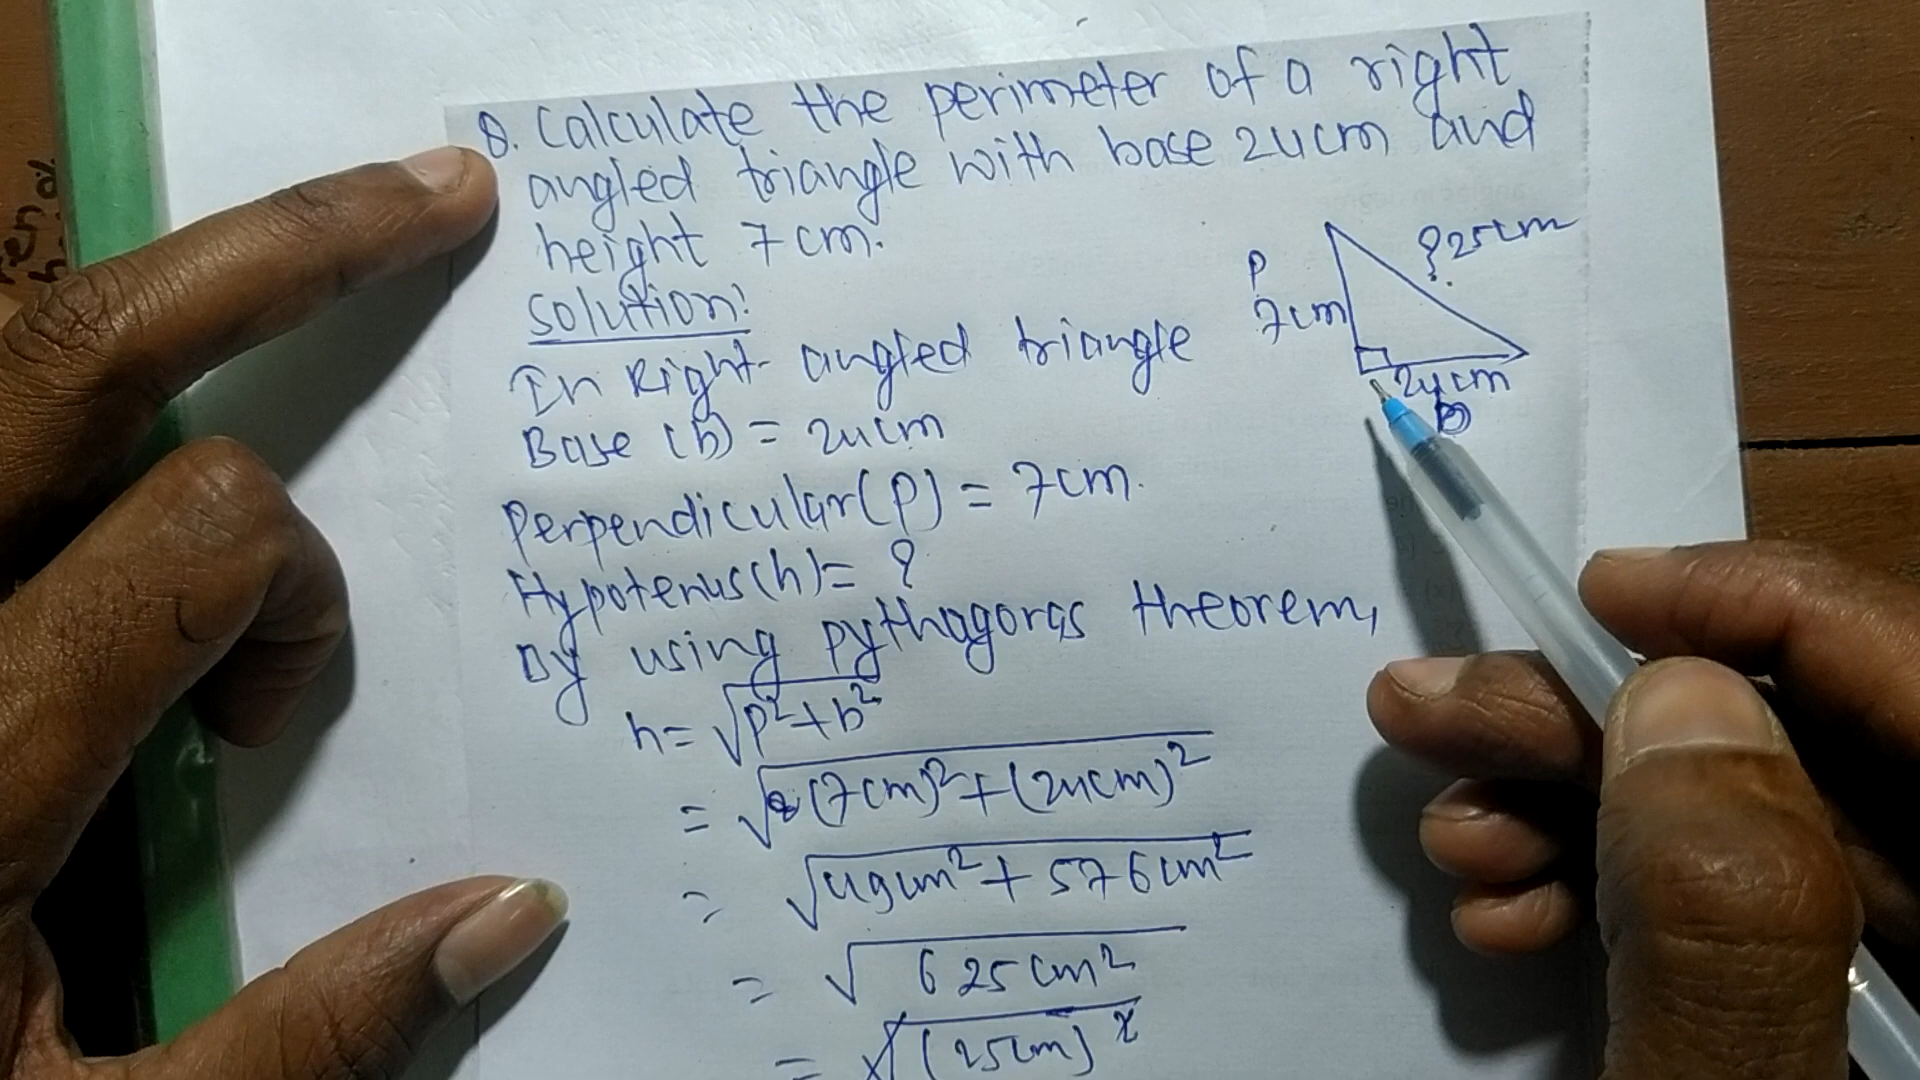 Q. Calculate the perimeter of a right
angled triangle with base 24cm and
height 7cm.
Solution:
In Right-angled triangle
Base (b) = 24cm
Perpendicular(P) = 7cm.
Hypotenus(h)= ?
By using pythagoras theorem,
h= √p²+b²
= √(7cm)²+(24cm)²
= √49cm²+576cm²
= √625cm²
= √(25cm)²
P
7cm
? 25cm
24cm
b